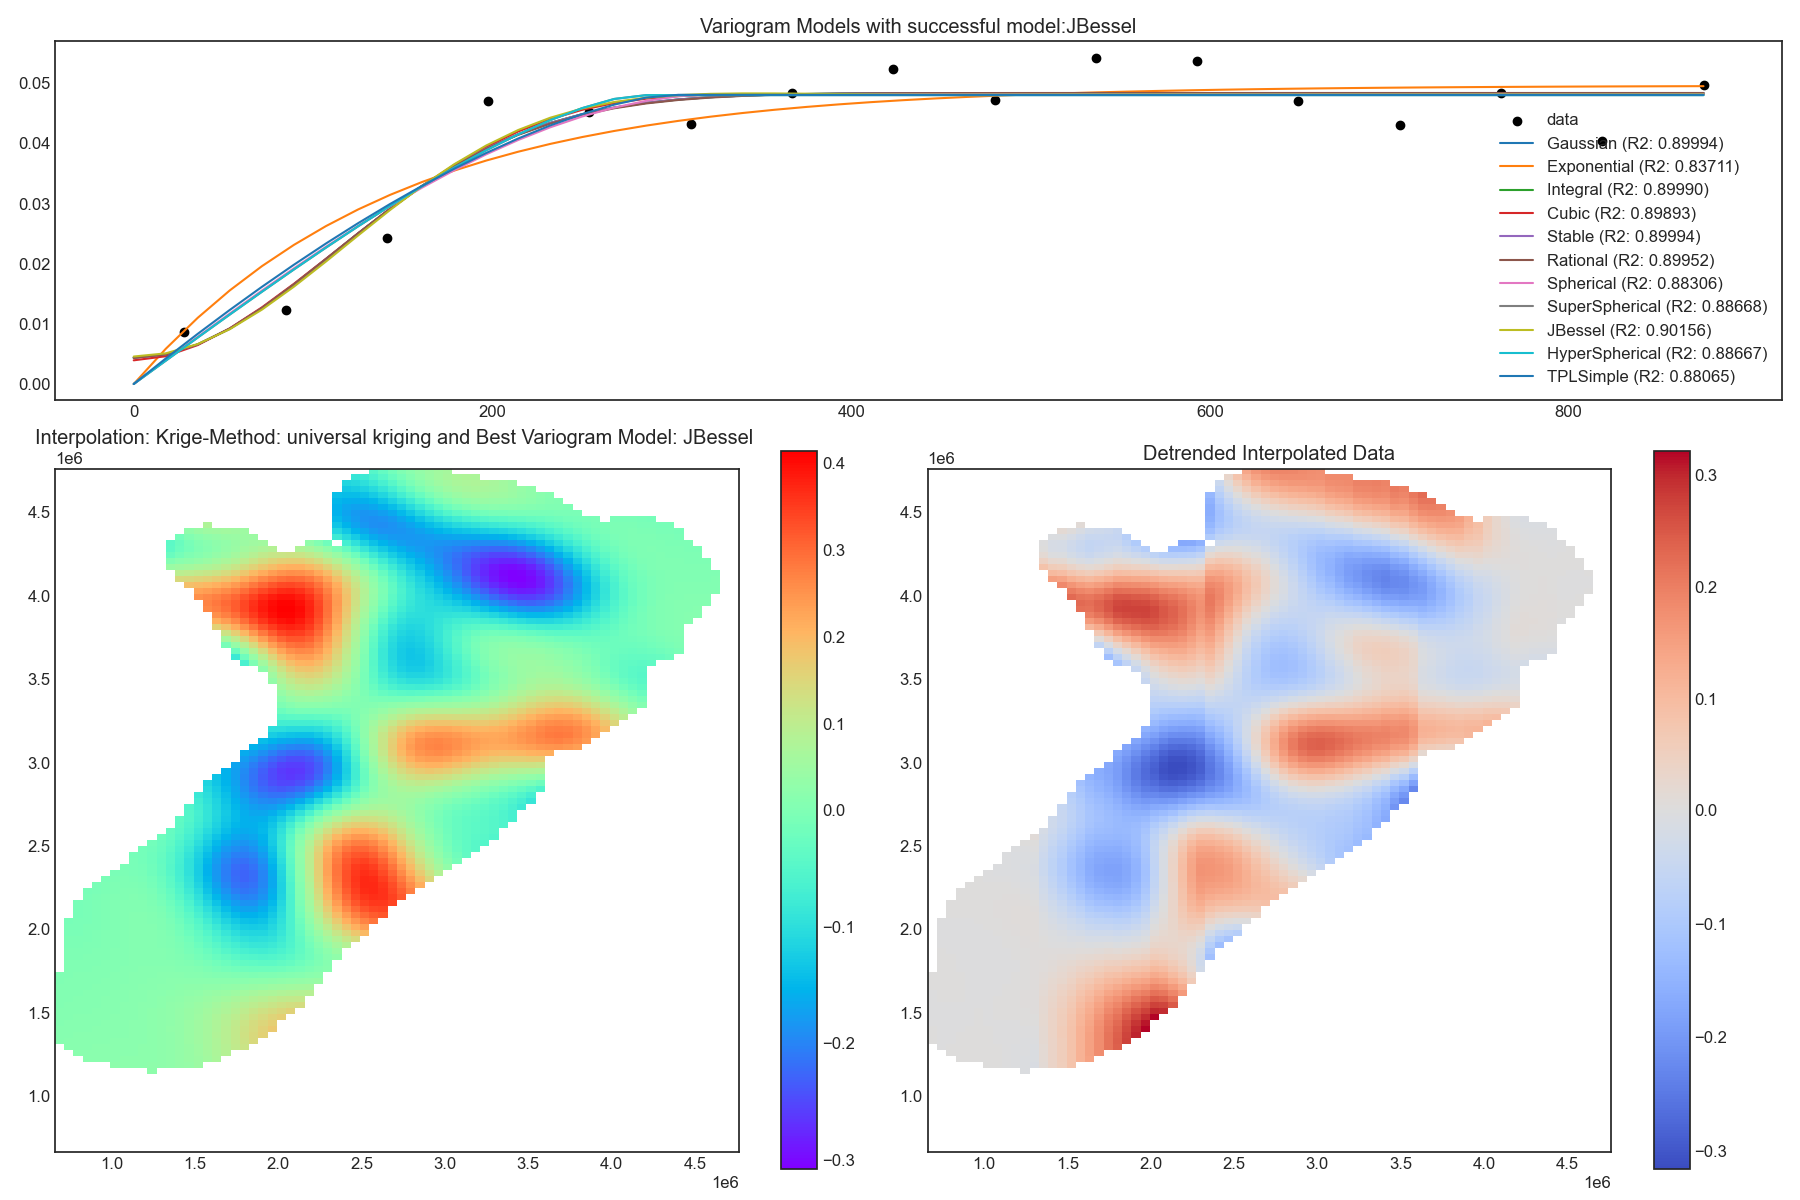 Variogram Models with successful model:JBessel
0.05
0.04
0.03
0.02
0.01
0.00
data
Gaussian (R2: 0.89994)
Exponential (R2: 0.83711)
Integral (R2: 0.89990)
Cubic (R2: 0.89893)
Stable (R2: 0.89994)
Rational (R2: 0.89952)
Spherical (R2: 0.88306)
SuperSpherical (R2: 0.88668)
JBessel (R2: 0.90156)
HyperSpherical (R2: 0.88667)
TPLSimple (R2: 0.88065)
0 200 400 600 800
Interpolation: Krige-Method: universal kriging and Best Variogram Model: JBessel
1e6
4.5
4.0
3.5
3.0
2.5
2.0
1.5
1.0
1.0 1.5 2.0 2.5 3.0 3.5 4.0 4.5
1e6
0.4
0.3
0.2
0.1
0.0
−0.1
−0.2
−0.3
Detrended Interpolated Data
1e6
4.5
4.0
3.5
3.0
2.5
2.0
1.5
1.0
1.0 1.5 2.0 2.5 3.0 3.5 4.0 4.5
1e6
0.3
0.2
0.1
0.0
−0.1
−0.2
−0.3